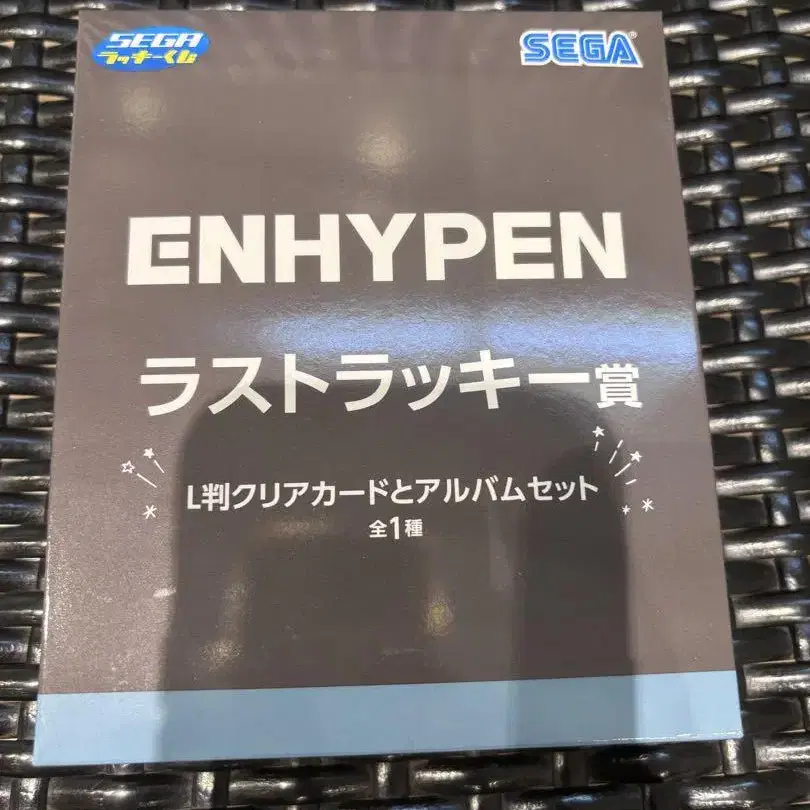 SEGA
ラッキーくじ
SEGA
ENHYPEN
ラストラッキー賞
L判クリアカードとアルバムセット
全1種